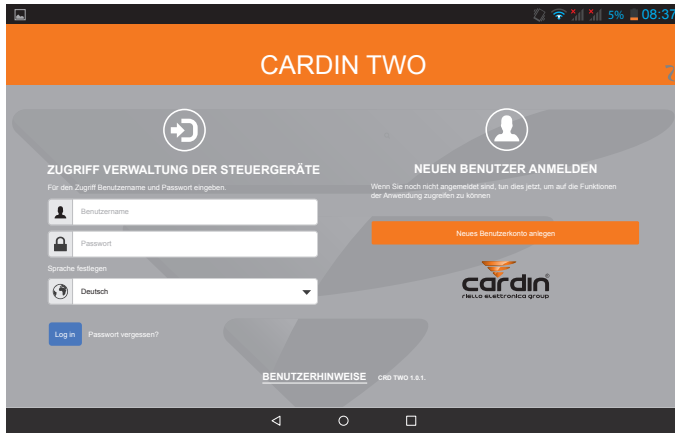 5% 08:37
CARDIN TWO
ZUGRIFF VERWALTUNG DER STEUERGERÄTE
Für den Zugriff Benutzername und Passwort eingeben.
Benutzername
Passwort
Sprache festlegen
Deutsch
Log in Passwort vergessen?
NEUEN BENUTZER ANMELDEN
Wenn Sie noch nicht angemeldet sind, tun dies jetzt, um auf die Funktionen
der Anwendung zugreifen zu können
Neues Benutzerkonto anlegen
cardin®
riello elettronica group
BENUTZERHINWEISE CRD TWO 1.0.1.